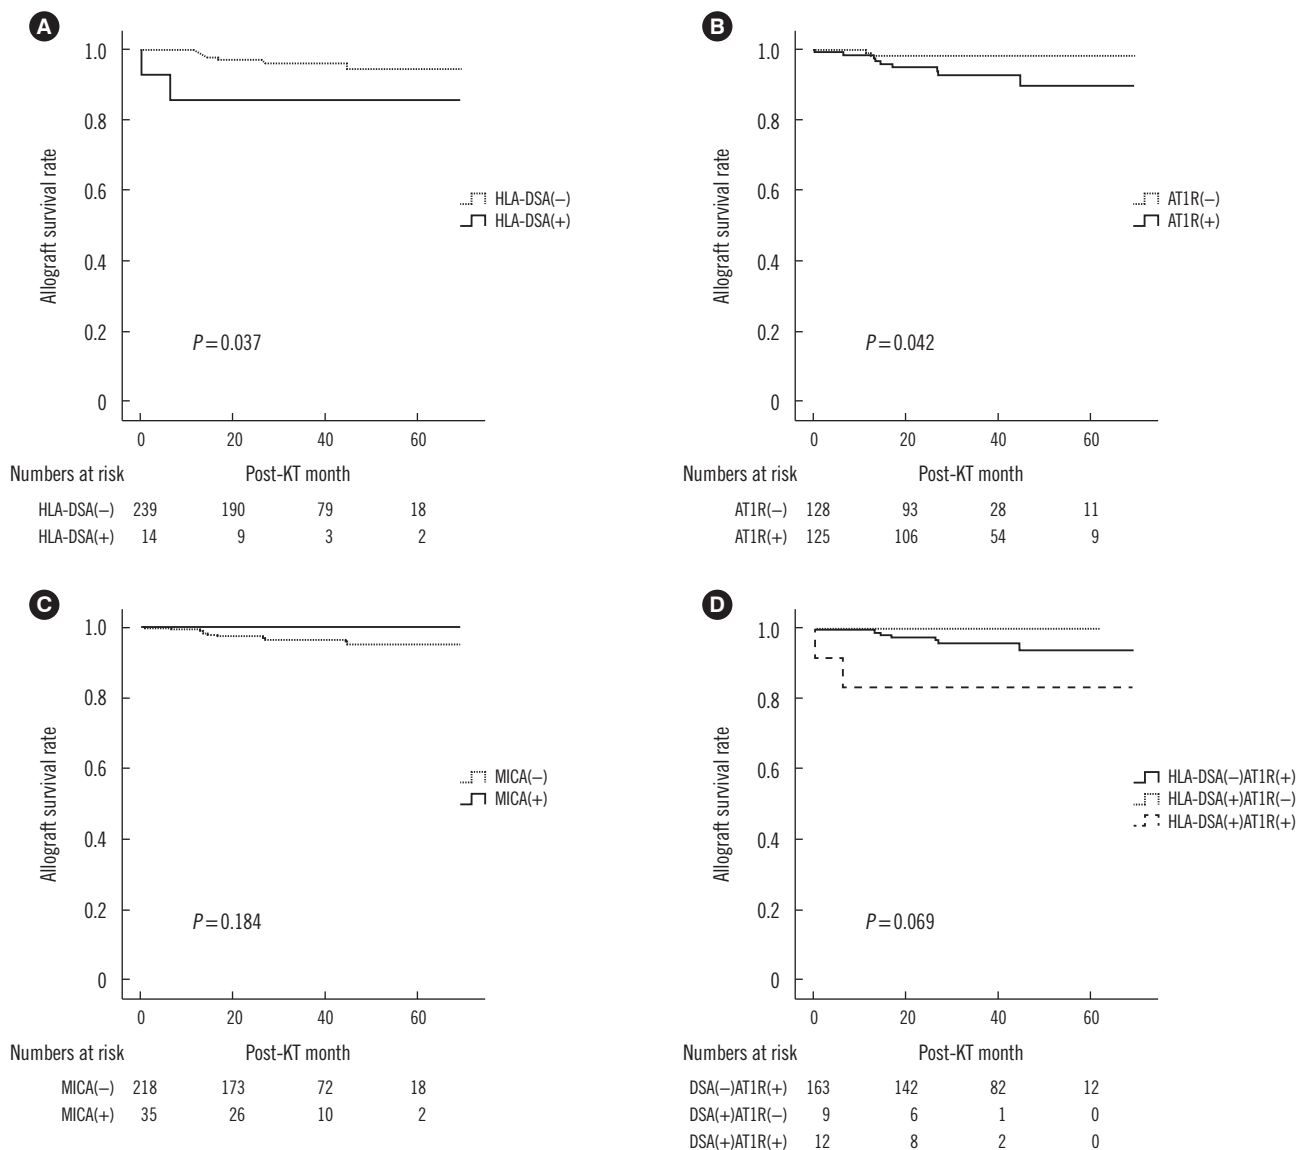 A
Allograft survival rate
1.0
0.8
0.6
0.4
0.2
0
HLA-DSA(−)
HLA-DSA(+)
P=0.037
0 20 40 60
Numbers at risk Post-KT month
HLA-DSA(−) 239 190 79 18
HLA-DSA(+) 14 9 3 2
B
Allograft survival rate
1.0
0.8
0.6
0.4
0.2
0
AT1R(−)
AT1R(+)
P=0.042
0 20 40 60
Numbers at risk Post-KT month
AT1R(−) 128 93 28 11
AT1R(+) 125 106 54 9
C
Allograft survival rate
1.0
0.8
0.6
0.4
0.2
0
MICA(−)
MICA(+)
P=0.184
0 20 40 60
Numbers at risk Post-KT month
MICA(−) 218 173 72 18
MICA(+) 35 26 10 2
D
Allograft survival rate
1.0
0.8
0.6
0.4
0.2
0
HLA-DSA(−)AT1R(+)
HLA-DSA(+)AT1R(−)
HLA-DSA(+)AT1R(+)
P=0.069
0 20 40 60
Numbers at risk Post-KT month
DSA(−)AT1R(+) 163 142 82 12
DSA(+)AT1R(−) 9 6 1 0
DSA(+)AT1R(+) 12 8 2 0